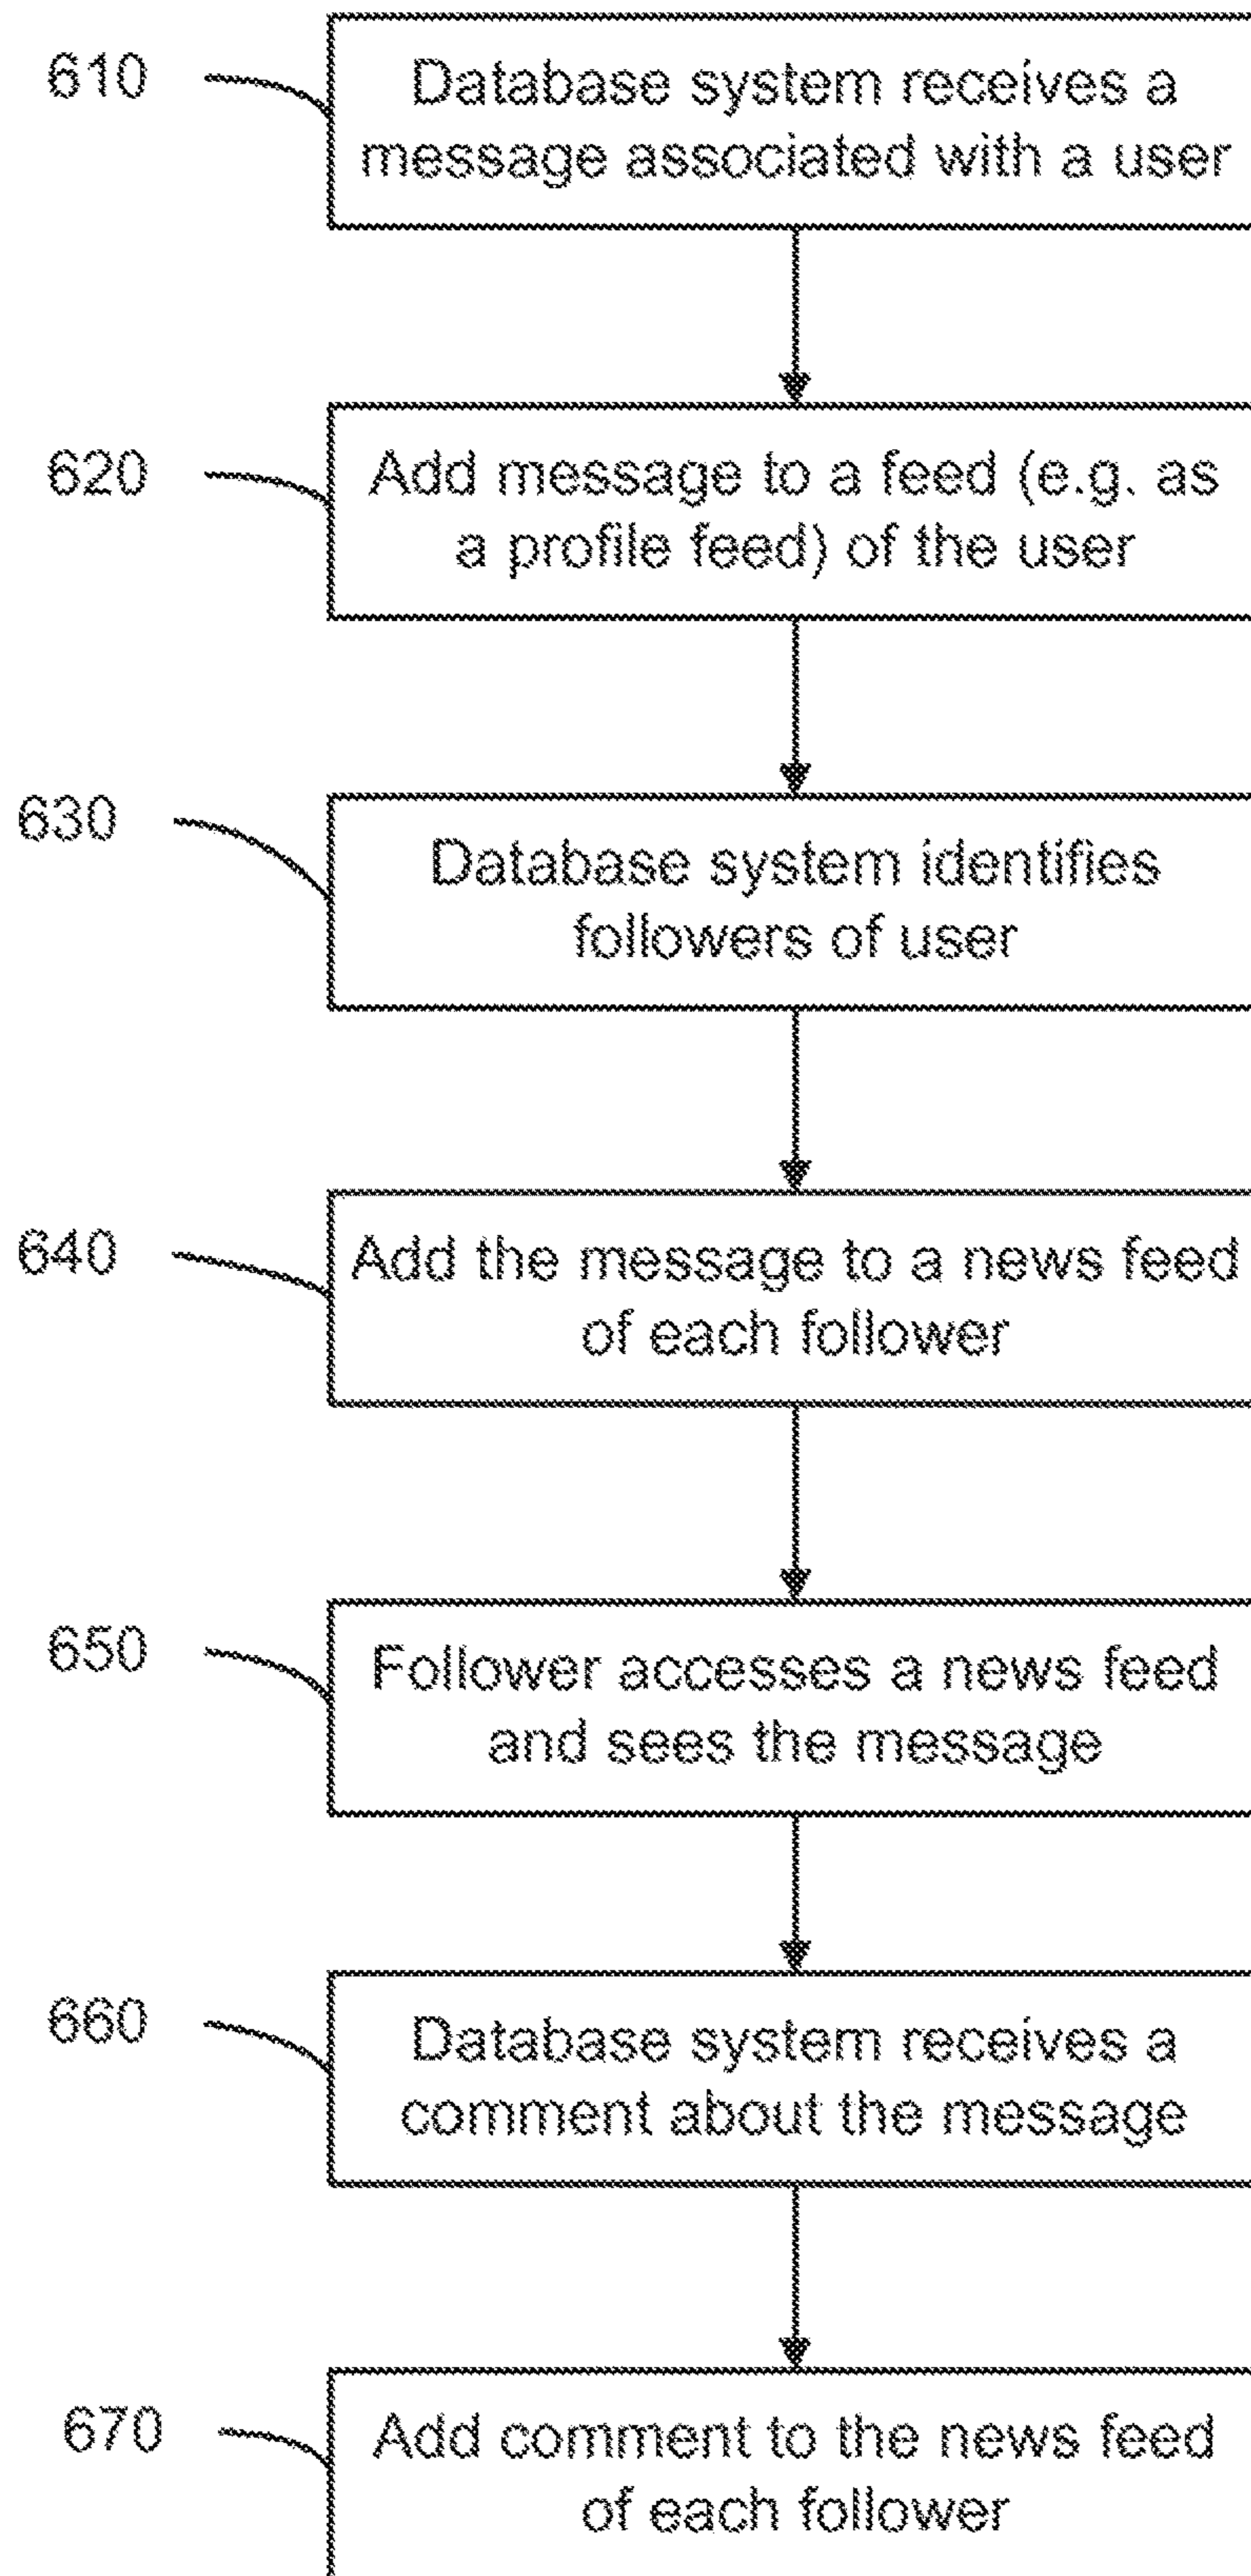 610
Database system receives a
message associated with a user
620
Add message to a feed (e.g. as
a profile feed) of the user
630
Database system identifies
followers of user
640
Add the message to a news feed
of each follower
650
Follower accesses a news feed
and sees the message
660
Database system receives a
comment about the message
670
Add comment to the news feed
of each follower